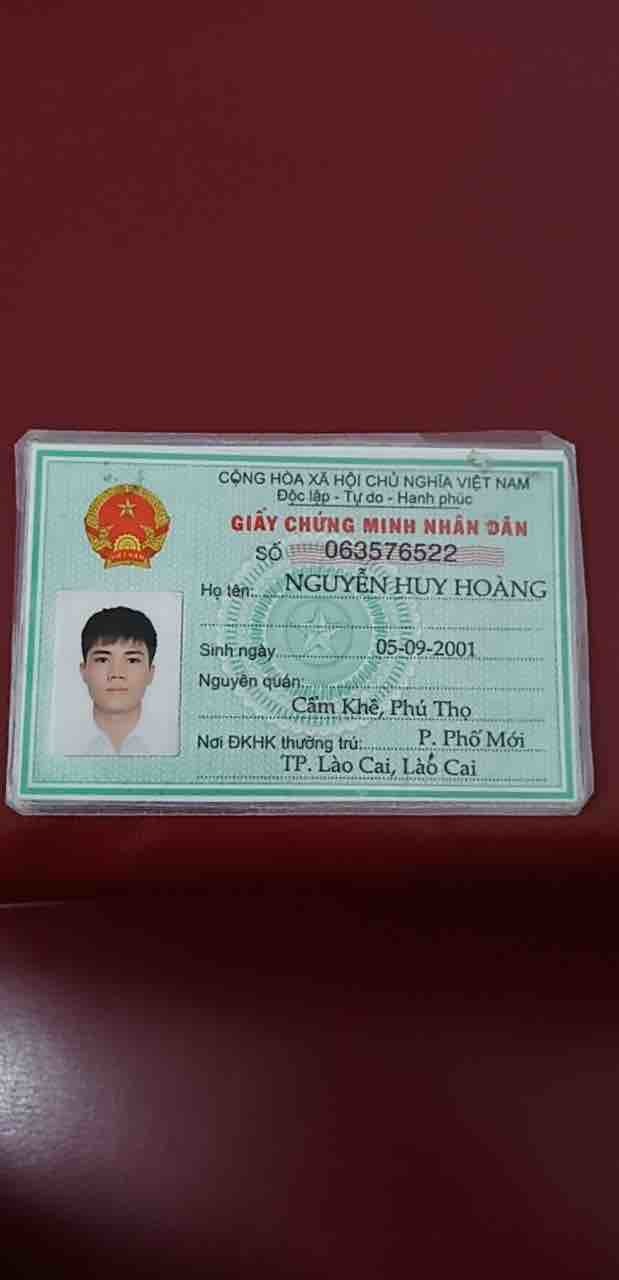 CỘNG HÒA XÃ HỘI CHỦ NGHĨA VIỆT NAM
Độc lập - Tự do - Hạnh phúc
GIẤY CHỨNG MINH NHÂN DÂN
SỐ 063576522
Họ tên: NGUYỄN HUY HOÀNG
Sinh ngày 05-09-2001
Nguyên quán:
Cẩm Khê, Phú Thọ
Nơi ĐKHK thường trú: P. Phố Mới
TP. Lào Cai, Lào Cai
VIỆT NAM